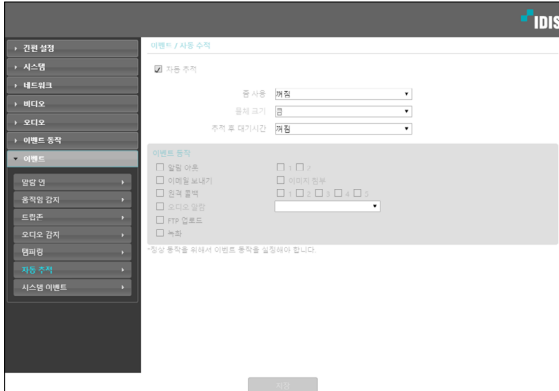 IDIS
간편 설정
시스템
네트워크
비디오
오디오
이벤트 동작
이벤트
알람 인
움직임 감지
트립존
오디오 감지
탬퍼링
자동 추적
시스템 이벤트
이벤트 / 자동 추적
자동 추적
줌 사용 꺼짐
물체 크기
추적 후 대기시간 꺼짐
이벤트 동작
알람 아웃 1 2
이메일 보내기 이미지 첨부
원격 콜백 1 2 3 4 5
오디오 알람
FTP 업로드
녹화
*정상 동작을 위해서 이벤트 동작을 설정해야 합니다.
저장